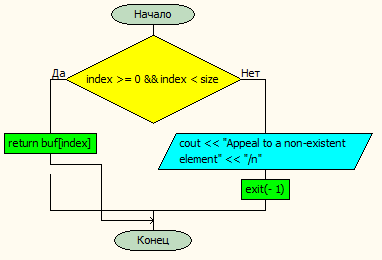 Начало
Да
index >= 0 && index < size
Нет
return buf[index]
cout << "Appeal to a non-existent
element" << "/n"
exit(- 1)
Конец